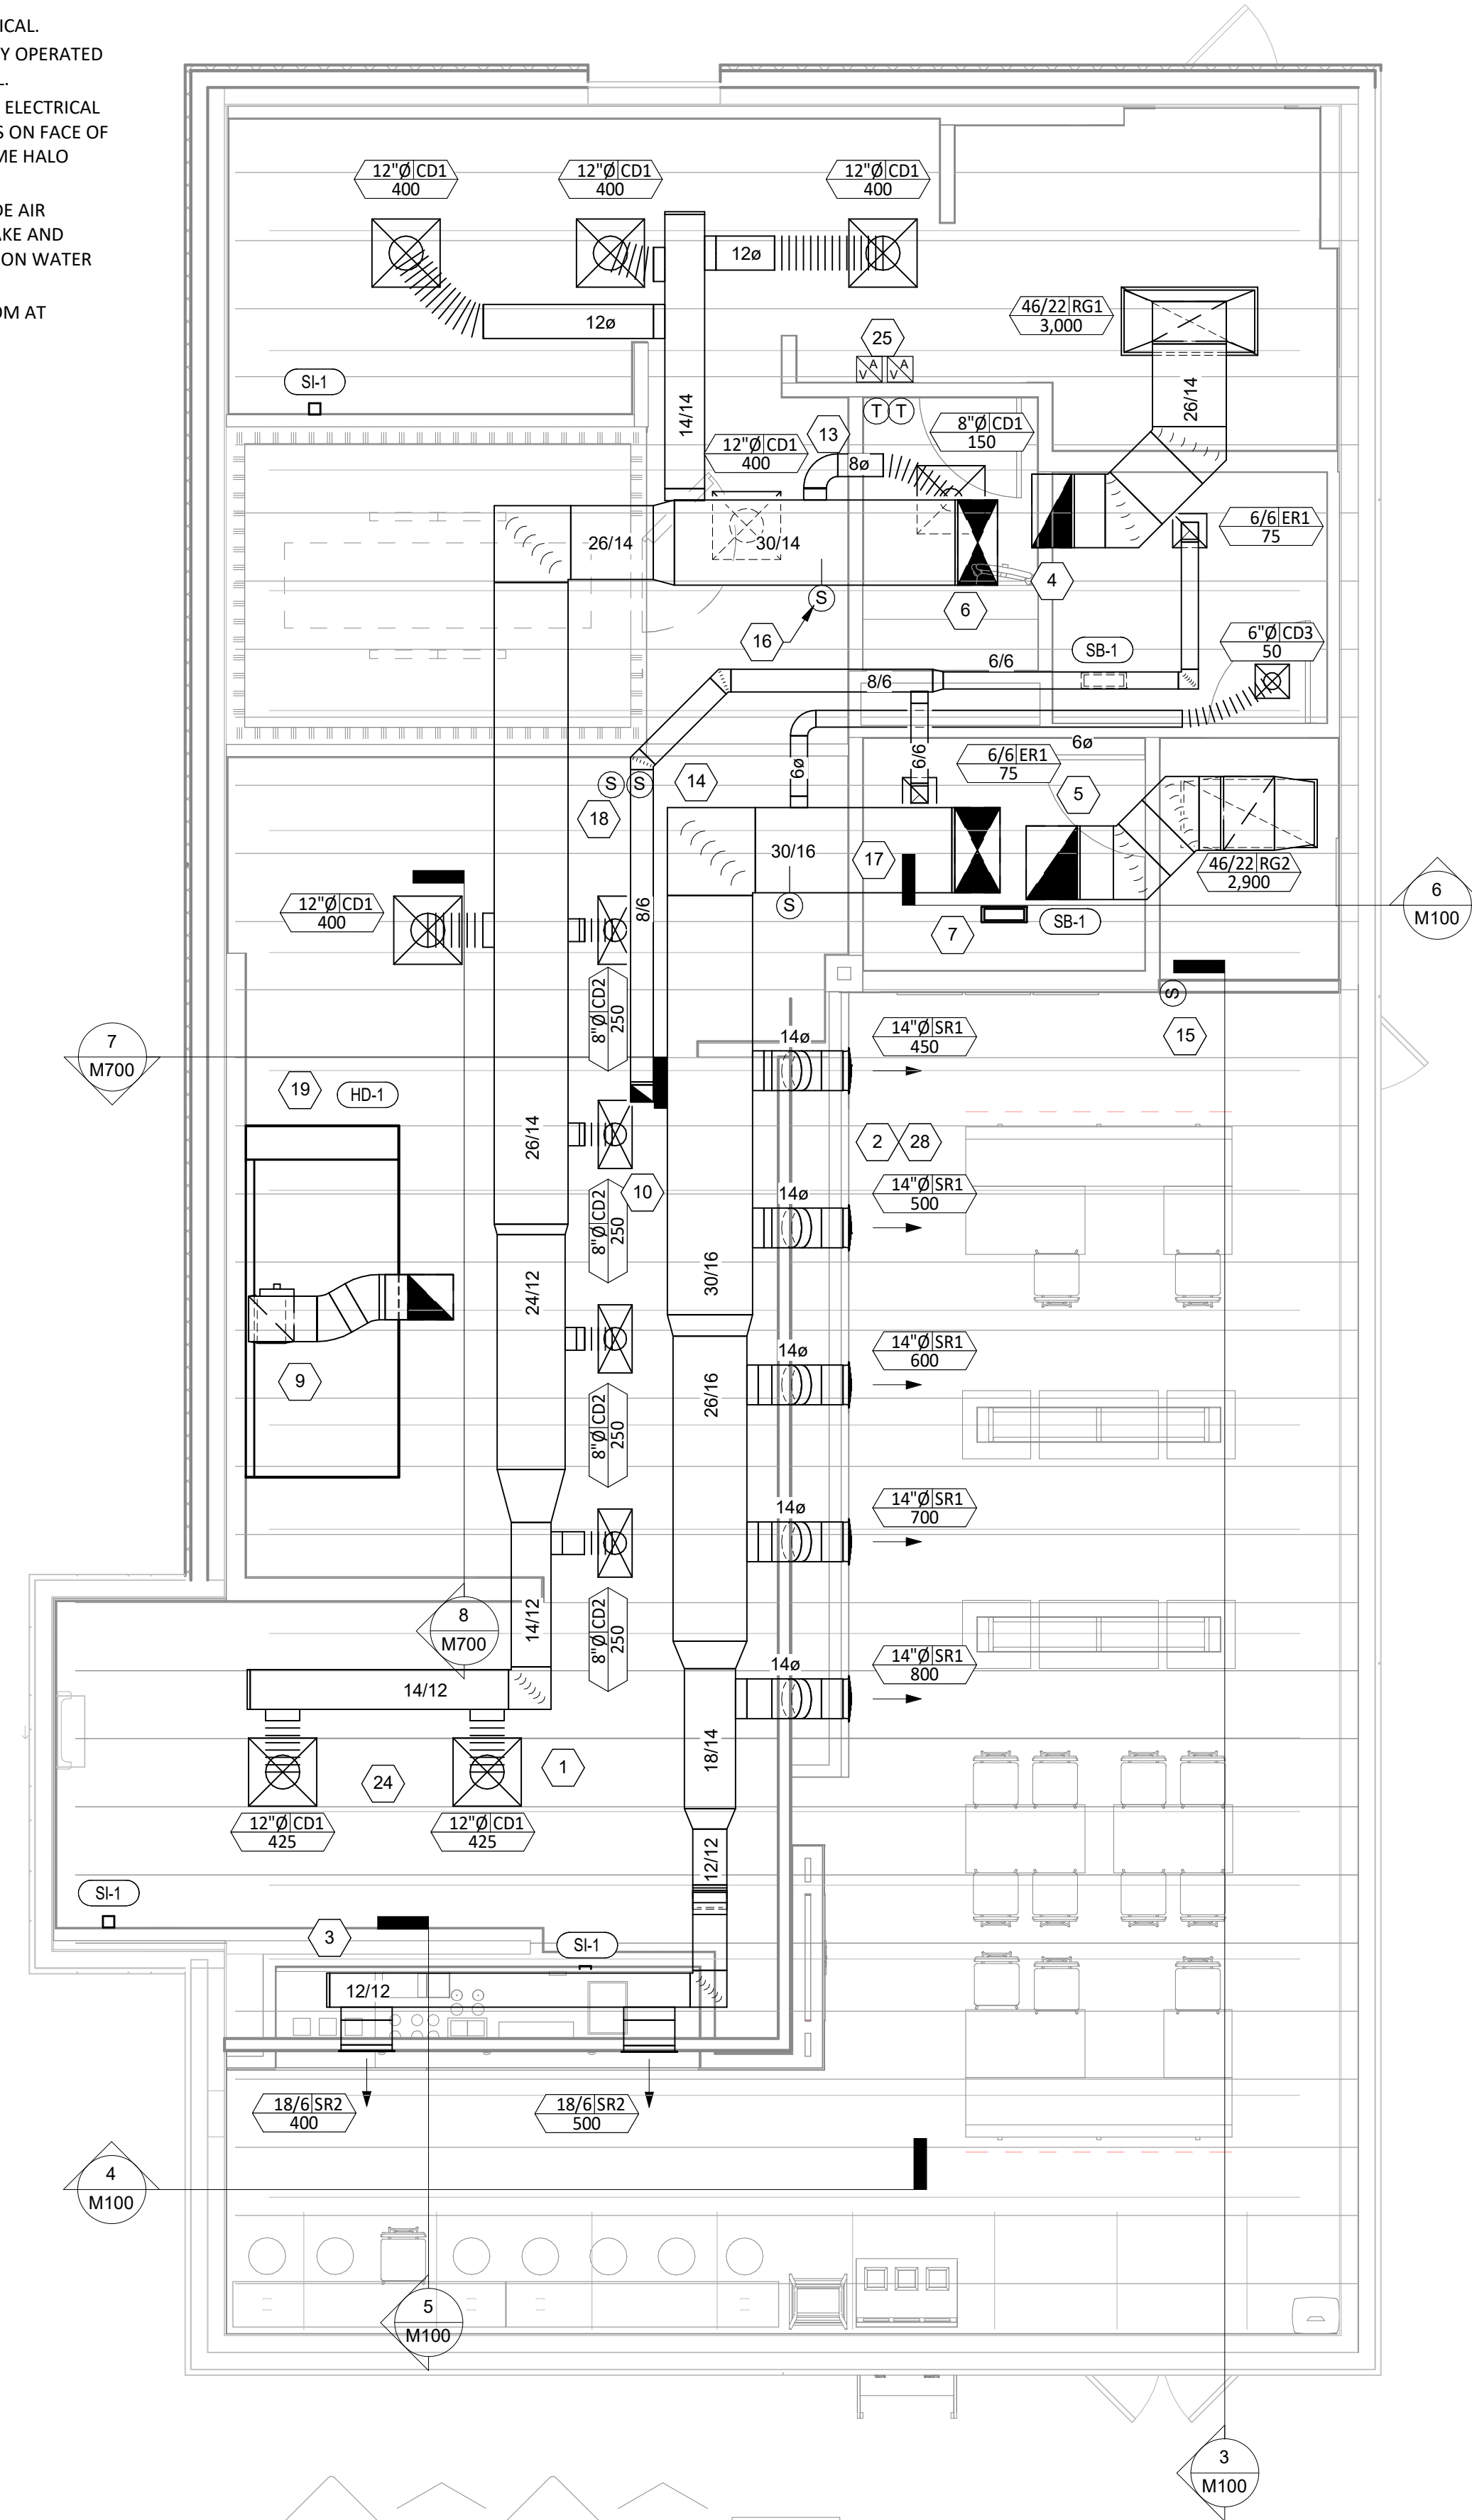 ICAL.
Y OPERATED
L.
ELECTRICAL
S ON FACE OF
ME HALO
DE AIR
AKE AND
ON WATER
OM AT
12"Ø CD1
400
12"Ø CD1
400
12"Ø CD1
400
12ø
12ø
46/22 RG1
3,000
25
A
V
A
V
SI-1
14/14
26/14
T
T
12"Ø CD1
400
13
8ø
8"Ø CD1
150
26/14
30/14
6/6 ER1
75
4
S
6
16
6"Ø CD3
50
SB-1
6/6
8/6
6ø
6ø
6/6
6/6 ER1
75
S
S
14
5
18
30/16
17
46/22 RG2
2,900
6
M100
12"Ø CD1
400
8/6
S
7
SB-1
8"Ø CD2
250
S
15
14ø
14"Ø SR1
450
7
M700
19
HD-1
26/14
2
28
8"Ø CD2
250
10
14ø
14"Ø SR1
500
24/12
30/16
9
14ø
14"Ø SR1
600
26/16
8"Ø CD2
250
14ø
14"Ø SR1
700
8
M700
14/12
8"Ø CD2
250
14ø
14"Ø SR1
800
14/12
18/14
1
24
12"Ø CD1
425
12"Ø CD1
425
12/12
SI-1
3
SI-1
12/12
18/6 SR2
400
18/6 SR2
500
4
M100
5
M100
3
M100